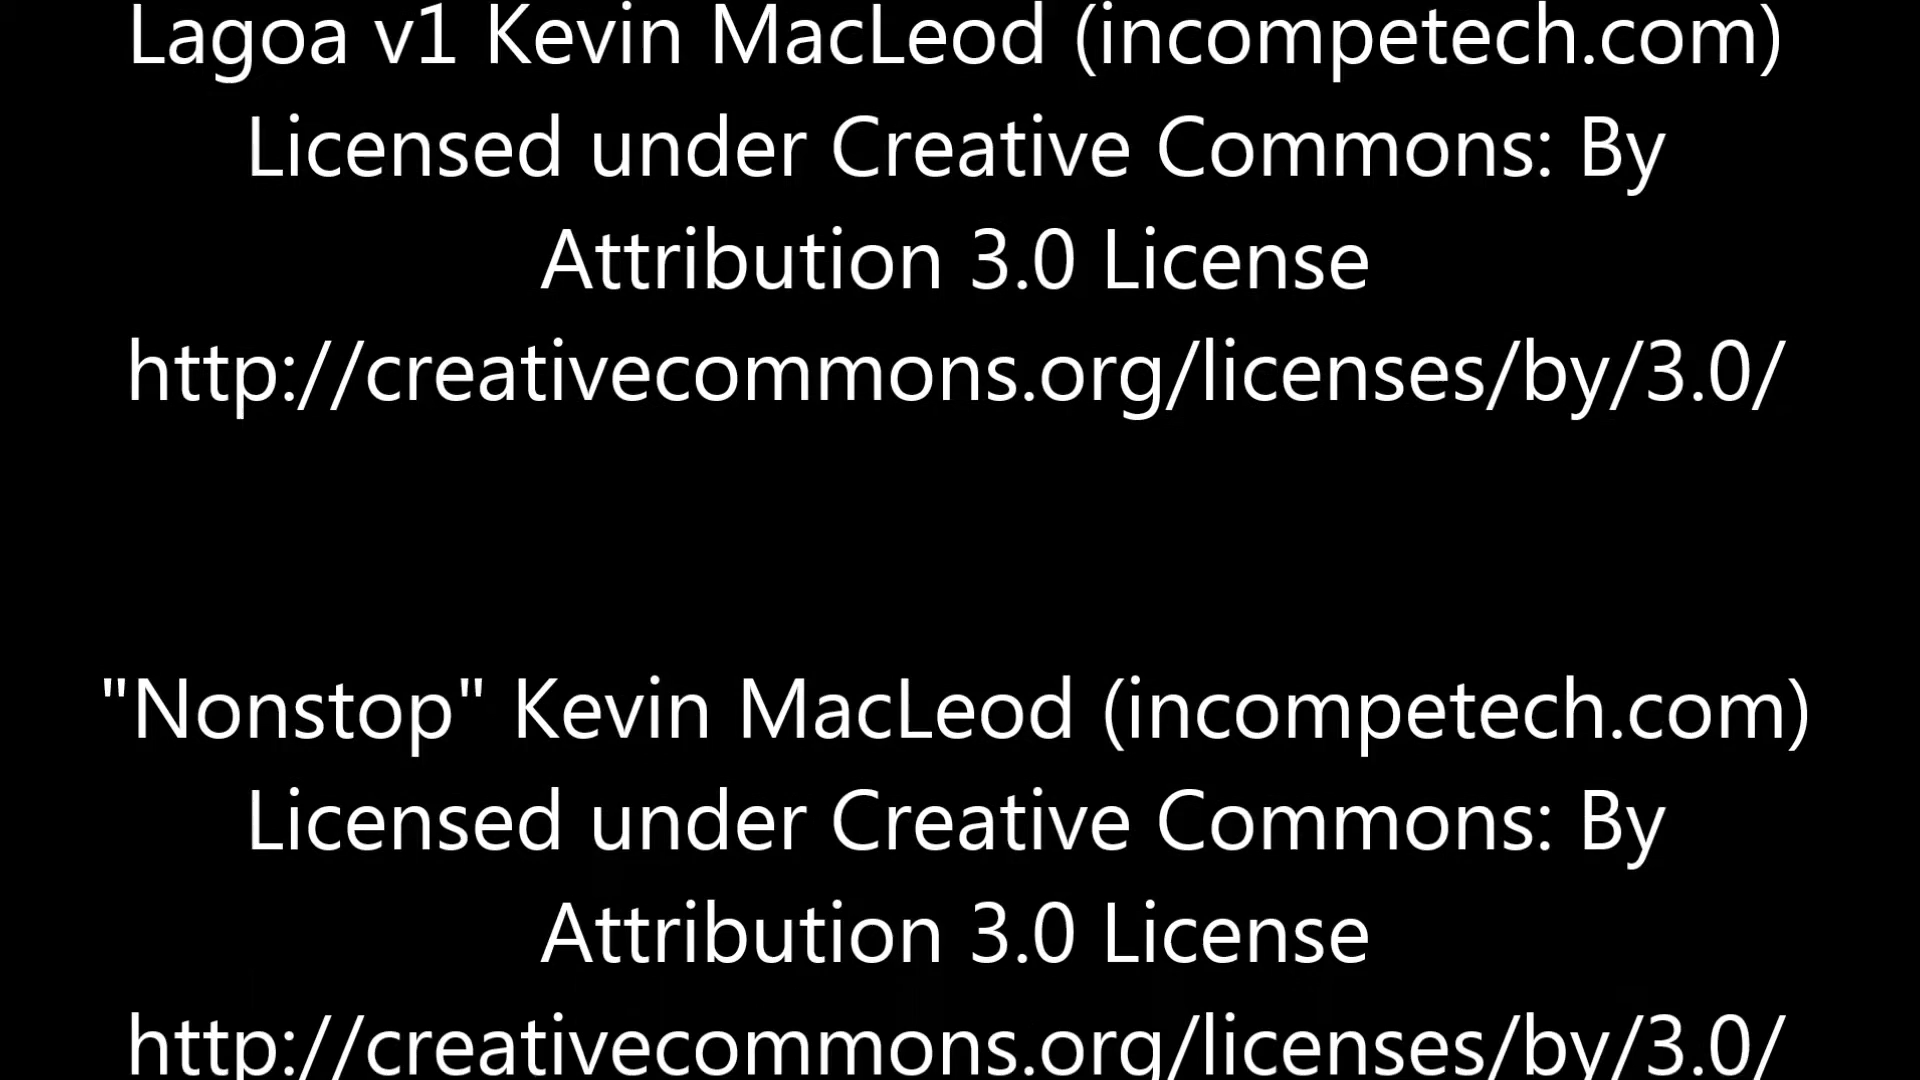 Lagoa v1 Kevin MacLeod (incompetech.com)
Licensed under Creative Commons: By
Attribution 3.0 License
http://creativecommons.org/licenses/by/3.0/
"Nonstop" Kevin MacLeod (incompetech.com)
Licensed under Creative Commons: By
Attribution 3.0 License
http://creativecommons.org/licenses/by/3.0/